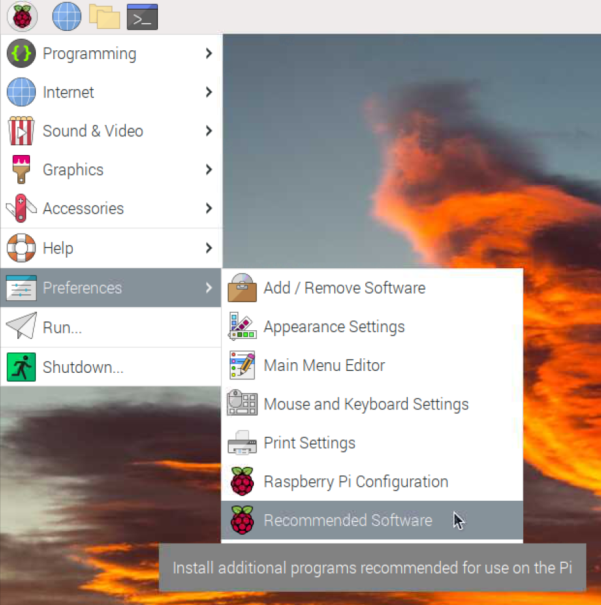 Programming
Internet
Sound & Video
Graphics
Accessories
Help
Preferences
Run...
Shutdown...
Add / Remove Software
Appearance Settings
Main Menu Editor
Mouse and Keyboard Settings
Print Settings
Raspberry Pi Configuration
Recommended Software
Install additional programs recommended for use on the Pi